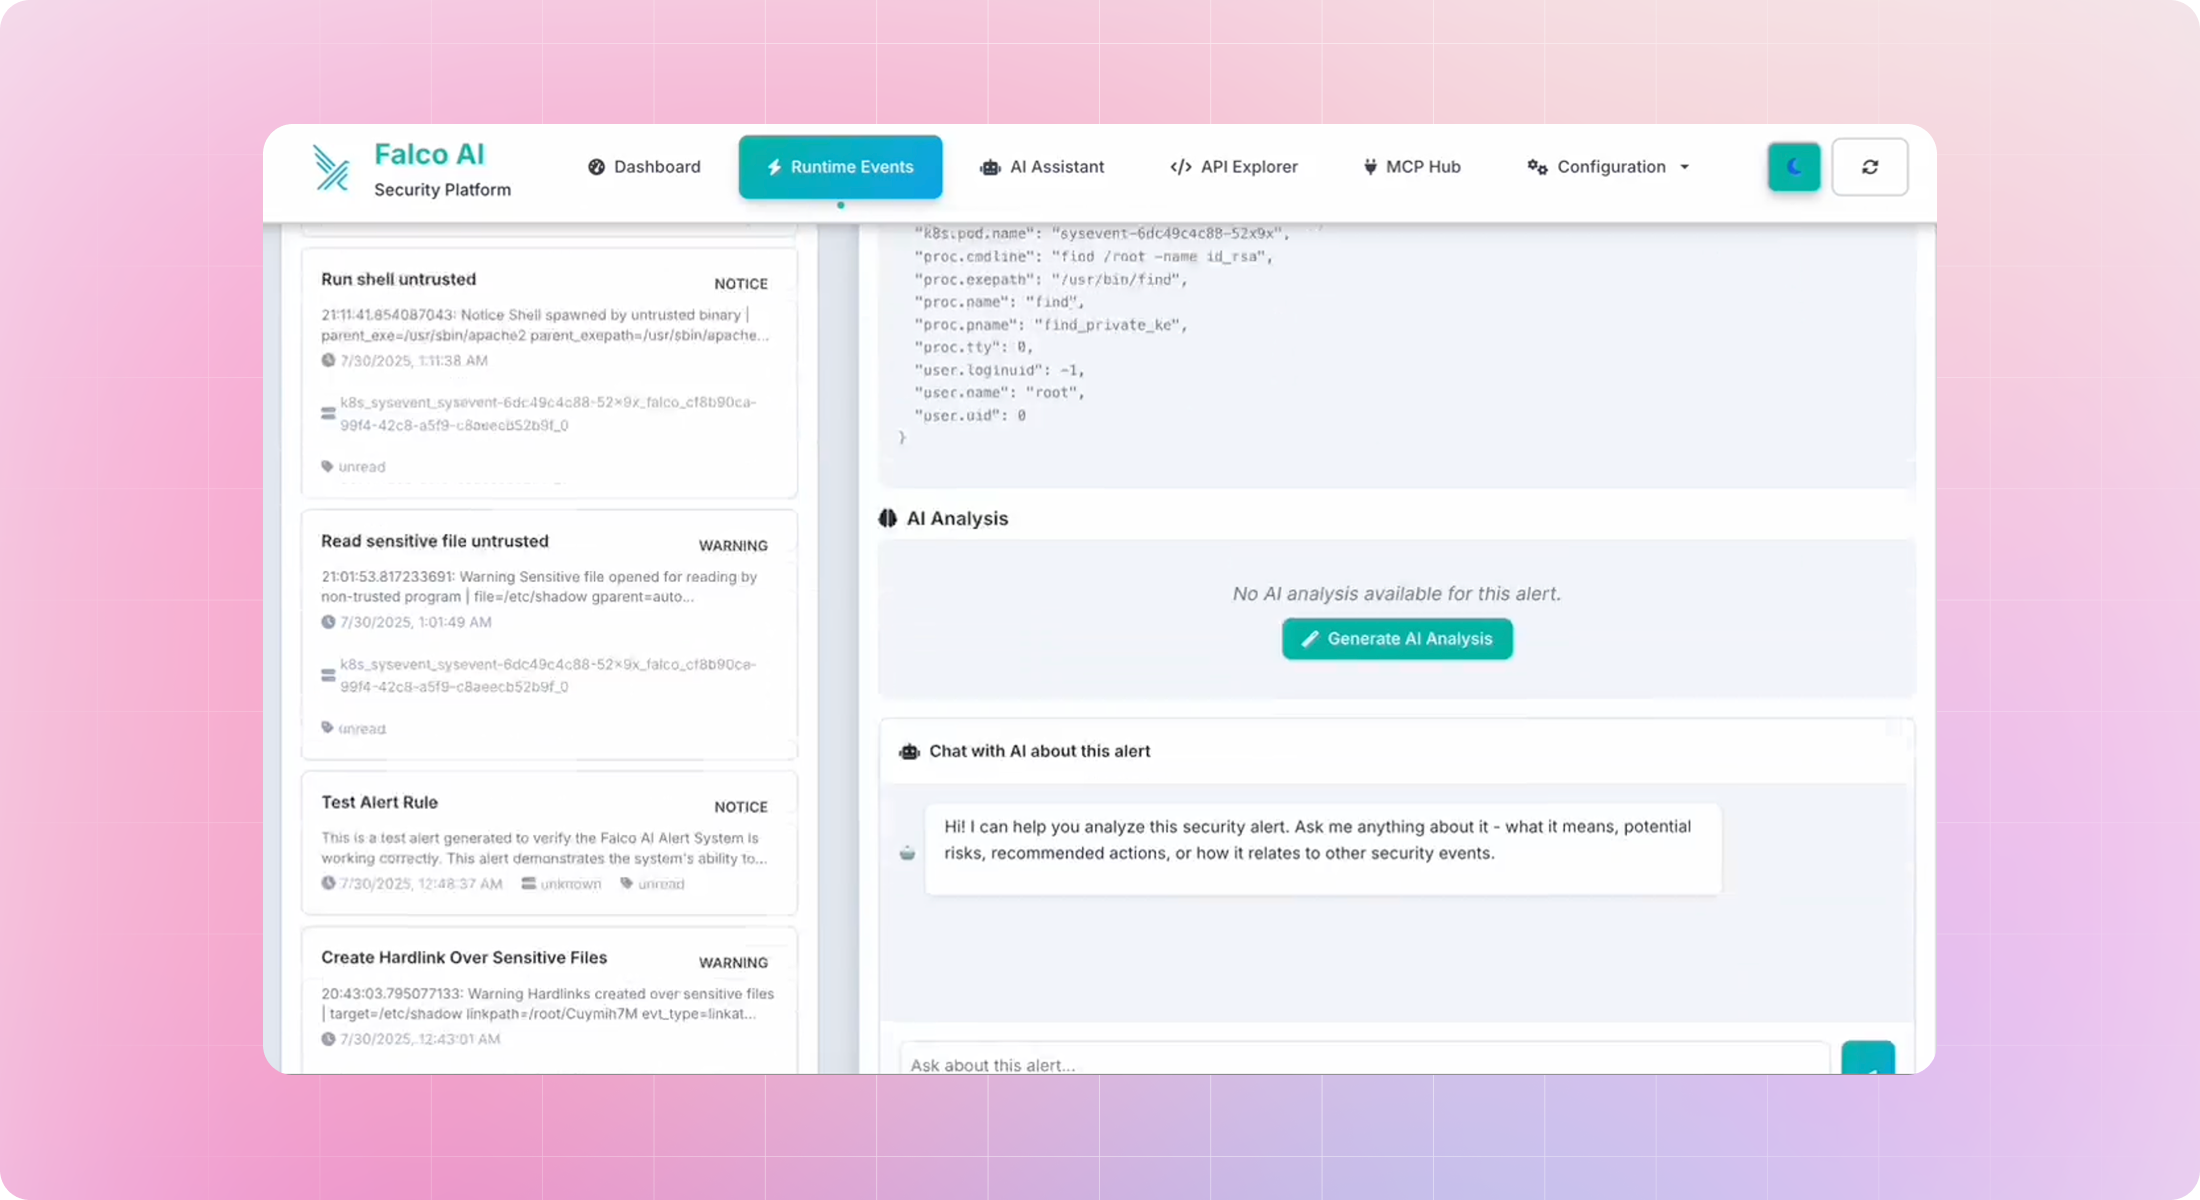 Falco AI
Security Platform
Dashboard
Runtime Events
AI Assistant
API Explorer
MCP Hub
Configuration
Run shell untrusted
NOTICE
21:11:41.854087043: Notice Shell spawned by untrusted binary |
parent_exe=/usr/sbin/apache2 parent_exepath=/usr/sbin/apache...
7/30/2025, 1:11:38 AM
k8s_sysevent_sysevent-6dc49c4c88-52x9x_falco_cf8b90ca-
99f4-42c8-a5f9-c8aeecb52b9f_0
unread
Read sensitive file untrusted
WARNING
21:01:53.817233691: Warning Sensitive file opened for reading by
non-trusted program | file=/etc/shadow gparent=auto...
7/30/2025, 1:01:49 AM
k8s_sysevent_sysevent-6dc49c4c88-52x9x_falco_cf8b90ca-
99f4-42c8-a5f9-c8aeecb52b9f_0
unread
Test Alert Rule
NOTICE
This is a test alert generated to verify the Falco AI Alert System is
working correctly. This alert demonstrates the system's ability to...
7/30/2025, 12:48:37 AM
unknown
unread
Create Hardlink Over Sensitive Files
WARNING
20:43:03.795077133: Warning Hardlinks created over sensitive files
| target=/etc/shadow linkpath=/root/Cuymih7M evt_type=linkat...
7/30/2025, 12:43:01 AM
"k8s.pod.name": "sysevent-6dc49c4c88-52x9x",
"proc.cmdline": "find /root -name id_rsa",
"proc.exepath": "/usr/bin/find",
"proc.name": "find",
"proc.pname": "find_private_ke",
"proc.tty": 0,
"user.loginuid": -1,
"user.name": "root",
"user.uid": 0
}
AI Analysis
No AI analysis available for this alert.
Generate AI Analysis
Chat with AI about this alert
Hi! I can help you analyze this security alert. Ask me anything about it - what it means, potential
risks, recommended actions, or how it relates to other security events.
Ask about this alert...